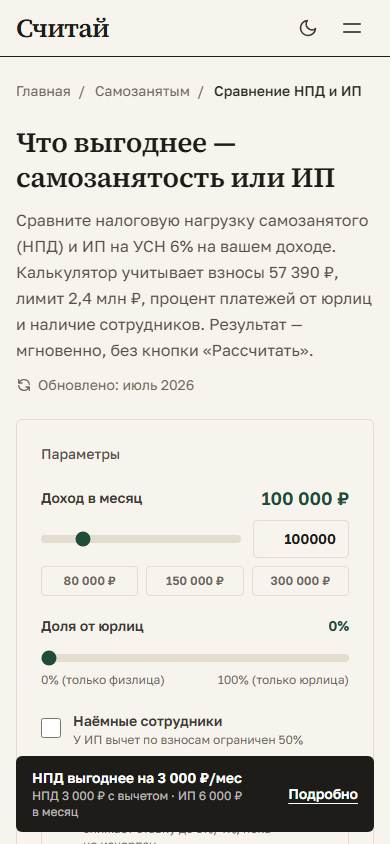 Считай
Главная / Самозанятым / Сравнение НПД и ИП
Что выгоднее —
самозанятость или ИП
Сравните налоговую нагрузку самозанятого
(НПД) и ИП на УСН 6% на вашем доходе.
Калькулятор учитывает взносы 57 390 ₽,
лимит 2,4 млн ₽, процент платежей от юрлиц
и наличие сотрудников. Результат —
мгновенно, без кнопки «Рассчитать».
Обновлено: июль 2026
Параметры
Доход в месяц 100 000 ₽
100000
80 000 ₽ 150 000 ₽ 300 000 ₽
Доля от юрлиц 0%
0% (только физлица) 100% (только юрлица)
Наёмные сотрудники
У ИП вычет по взносам ограничен 50%
НПД выгоднее на 3 000 ₽/мес
НПД 3 000 ₽ с вычетом · ИП 6 000 ₽
в месяц
Подробно